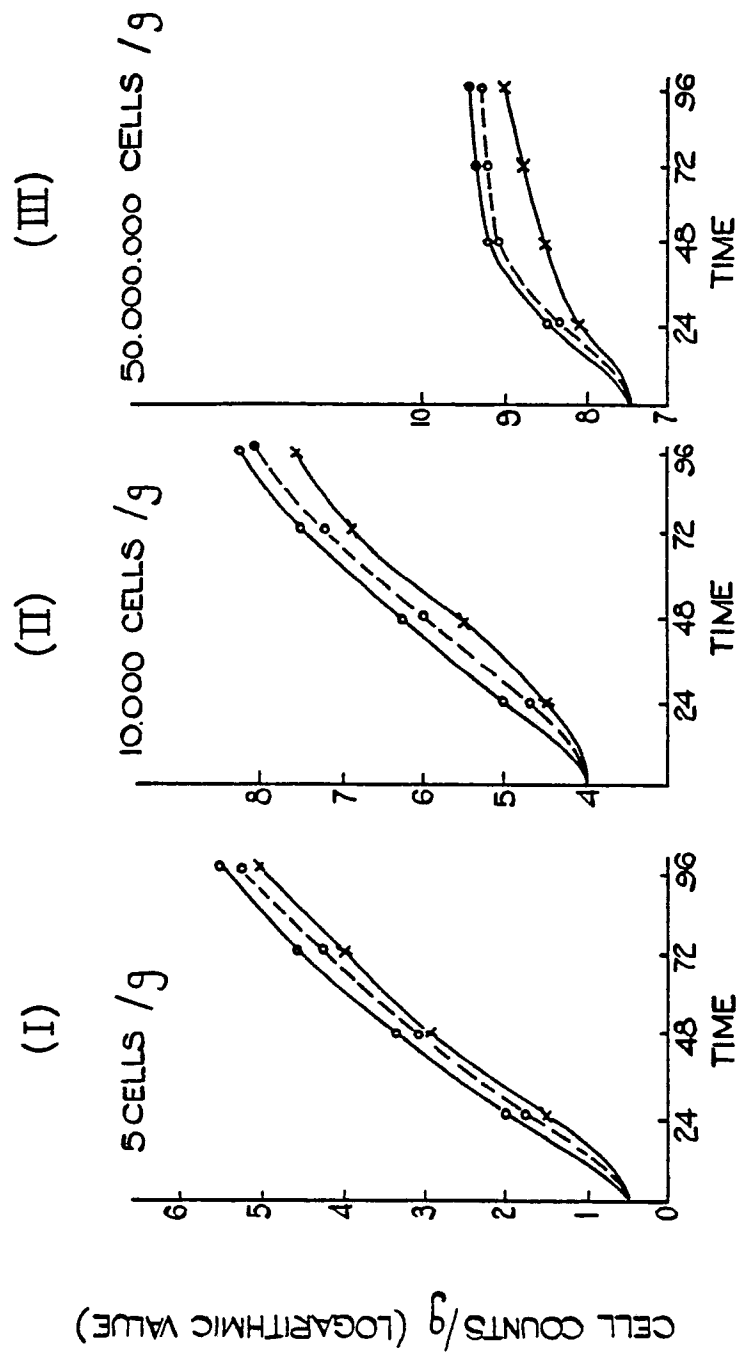 (I)
(II)
(III)
5 CELLS /g
10.000 CELLS /g
50.000.000 CELLS /g
CELL COUNTS/g (LOGARITHMIC VALUE)
6
5
4
3
2
1
0
24
48
72
96
TIME
8
7
6
5
4
24
48
72
96
TIME
10
9
8
7
24
48
72
96
TIME